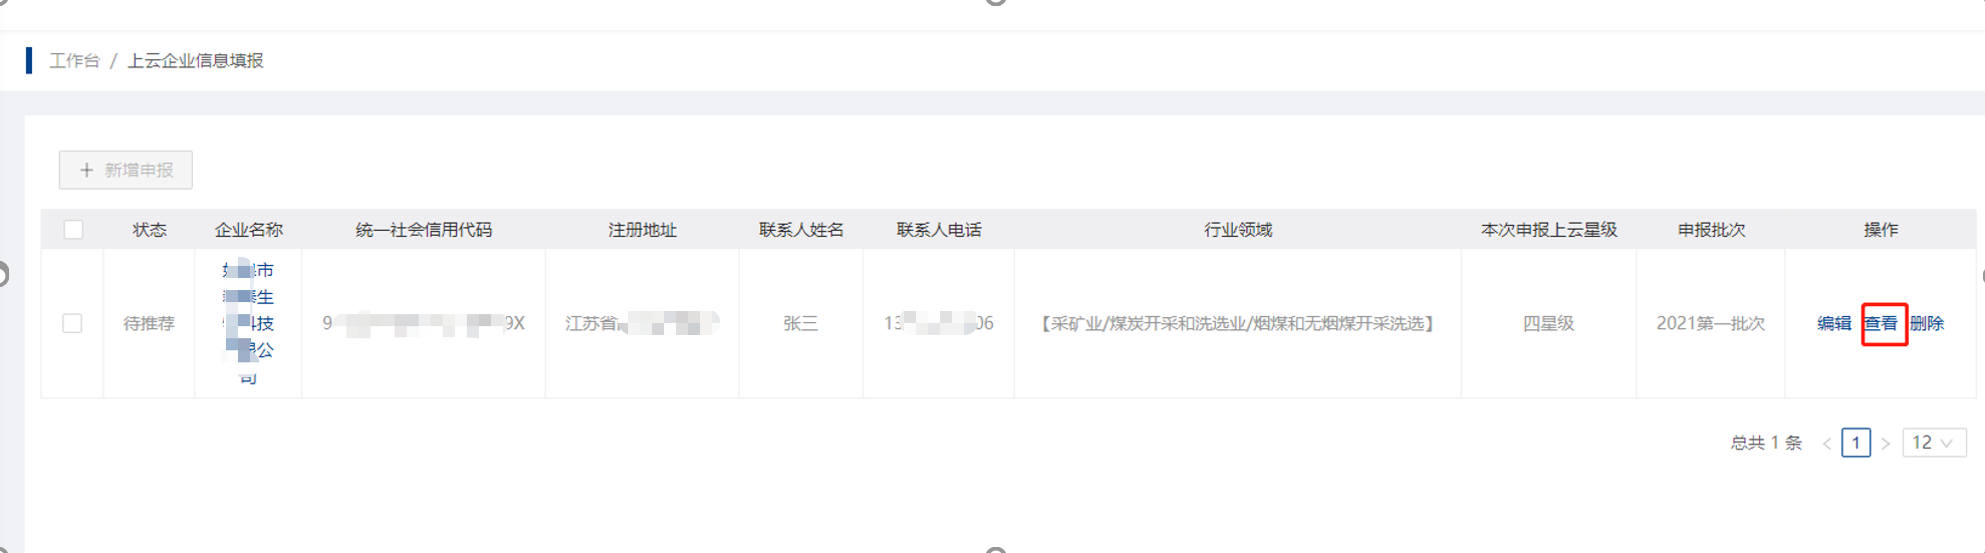 工作台 / 上云企业信息填报
+ 新增申报
状态 企业名称 统一社会信用代码 注册地址 联系人姓名 联系人电话 行业领域 本次申报上云星级 申报批次 操作
市
生
待推荐 科技 9 9X 江苏省 张三 13 06 【采矿业/煤炭开采和洗选业/烟煤和无烟煤开采洗选】 四星级 2021第一批次 编辑 查看 删除
公
司
总共 1 条 < 1 > 12